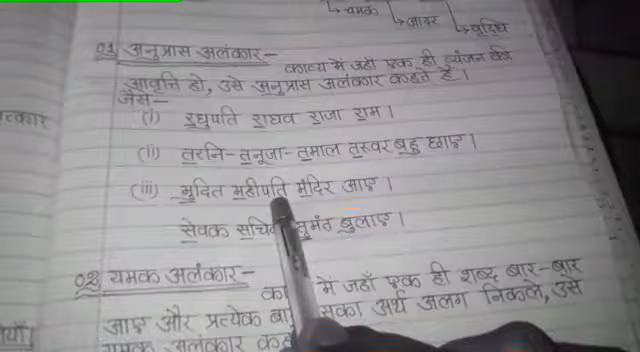 यमक
आदर
वृद्धि
01 अनुप्रास अलंकार –
काव्य में जहाँ एक ही व्यंजन की
आवृत्ति हो, उसे अनुप्रास अलंकार कहते हैं।
जैसे–
(i) रघुपति राघव राजा राम।
(ii) तरनि-तनूजा-तमाल तरुवर बहु छाए।
(iii) मुदित महीपति मंदिर आए।
सेवक सचिव सुमंत बुलाए।
02 यमक अलंकार –
में जहाँ एक ही शब्द बार-बार
आए और प्रत्येक अर्थ अलग निकले, उसे
यमक अलंकार